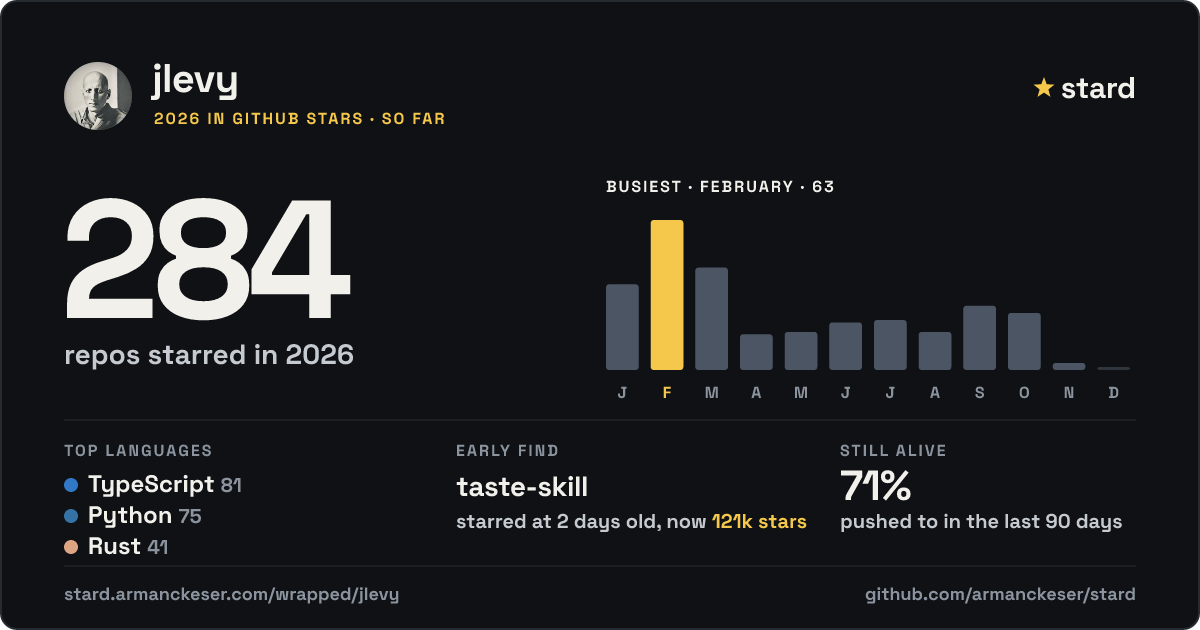 jlevy
2026 IN GITHUB STARS · SO FAR
★ stard
284
repos starred in 2026
BUSIEST · FEBRUARY · 63
J F M A M J J A S O N D
TOP LANGUAGES
TypeScript 81
Python 75
Rust 41
EARLY FIND
taste-skill
starred at 2 days old, now 121k stars
STILL ALIVE
71%
pushed to in the last 90 days
stard.armanckeser.com/wrapped/jlevy
github.com/armanckeser/stard